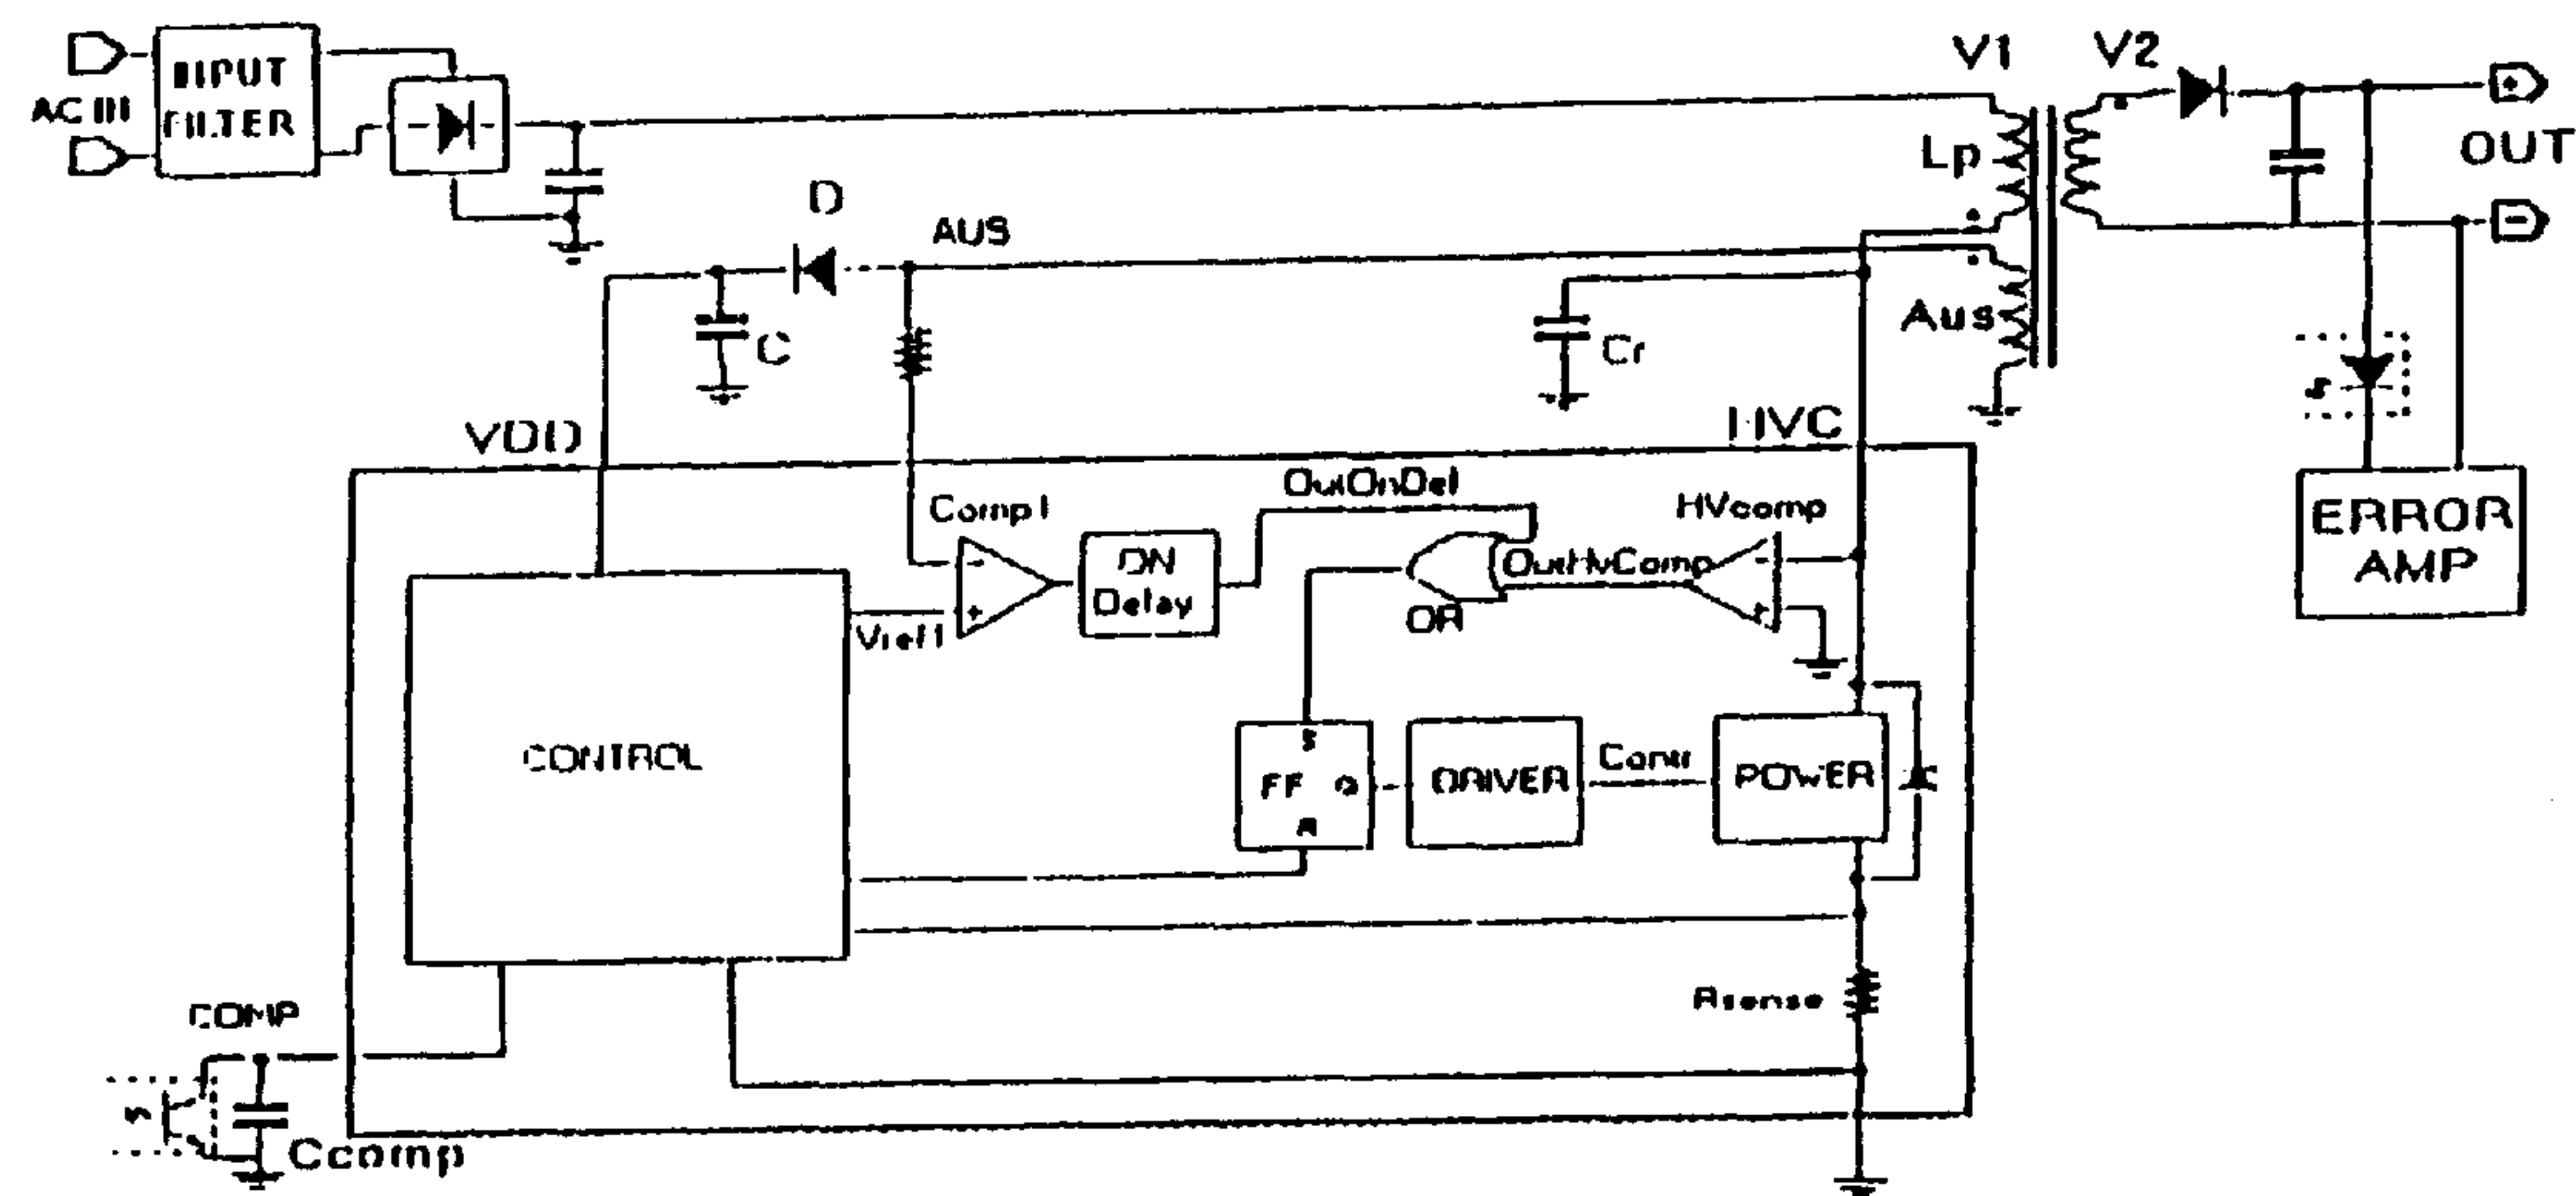 V1 V2
INPUT
FILTER
AC IN
Lp
OUT
+
-
D
AUS
C
Cr
Aus
VDD
HVC
OutOnDel
Comp1
HVcomp
ON
Delay
OutHvComp
OR
Vref1
-
+
-
+
ERROR
AMP
CONTROL
S
FF Q
R
DRIVER
Contr
POWER
Rsense
COMP
Ccomp